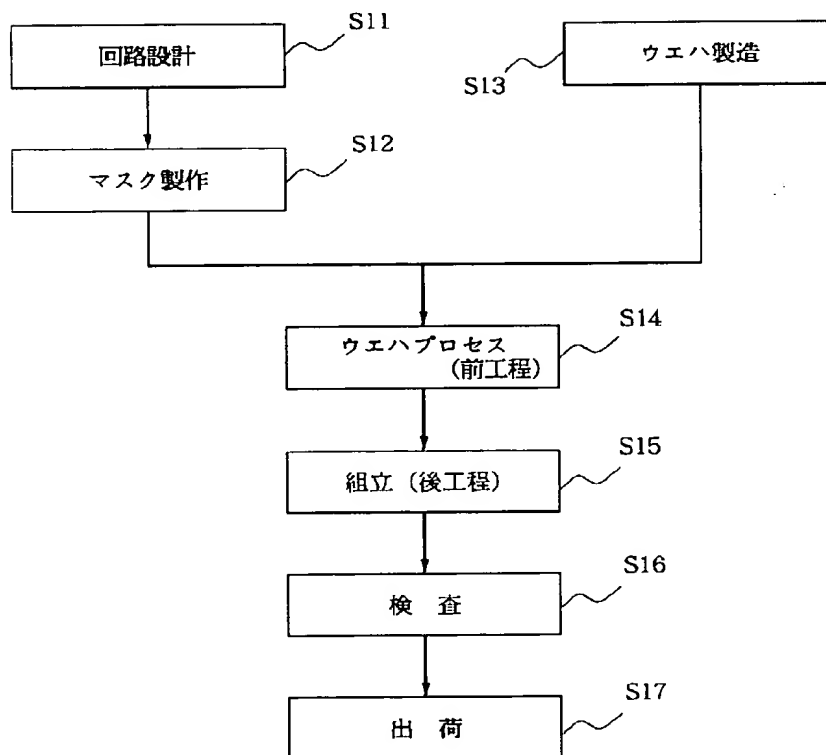 S11
回路設計
ウエハ製造
S13
S12
マスク製作
S14
ウエハプロセス
(前工程)
S15
組立 (後工程)
S16
検 査
S17
出 荷